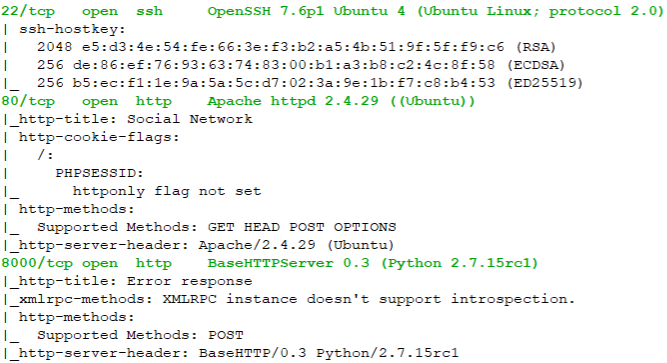 22/tcp   open  ssh     OpenSSH 7.6p1 Ubuntu 4 (Ubuntu Linux; protocol 2.0)
| ssh-hostkey:
|   2048 e5:d3:4e:54:fe:66:3e:f3:b2:a5:4b:51:9f:5f:f9:c6 (RSA)
|   256 de:86:ef:76:93:63:74:83:00:b1:a3:b8:c2:4c:8f:58 (ECDSA)
|_  256 b5:ec:f1:1e:9a:5a:5c:d7:02:3a:9e:1b:f7:c8:b4:53 (ED25519)
80/tcp   open  http    Apache httpd 2.4.29 ((Ubuntu))
|_http-title: Social Network
| http-cookie-flags:
|   /:
|     PHPSESSID:
|_      httponly flag not set
| http-methods:
|_  Supported Methods: GET HEAD POST OPTIONS
|_http-server-header: Apache/2.4.29 (Ubuntu)
8000/tcp open  http    BaseHTTPServer 0.3 (Python 2.7.15rc1)
|_http-title: Error response
|_xmlrpc-methods: XMLRPC instance doesn't support introspection.
| http-methods:
|_  Supported Methods: POST
|_http-server-header: BaseHTTP/0.3 Python/2.7.15rc1